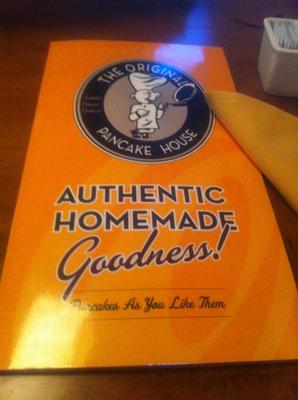 THE ORIGINAL
PANCAKE HOUSE
AUTHENTIC
HOMEMADE
Goodness!
Pancakes As You Like Them